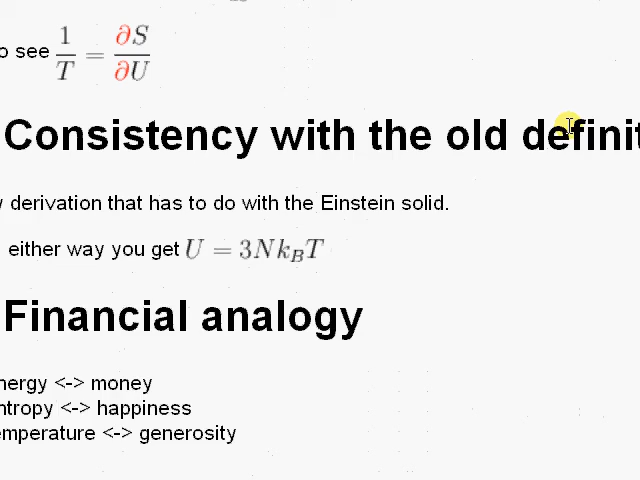 o see 1/T = ∂S/∂U
Consistency with the old definit
derivation that has to do with the Einstein solid.
either way you get U = 3Nk_BT
Financial analogy
nergy <-> money
ntropy <-> happiness
emperature <-> generosity